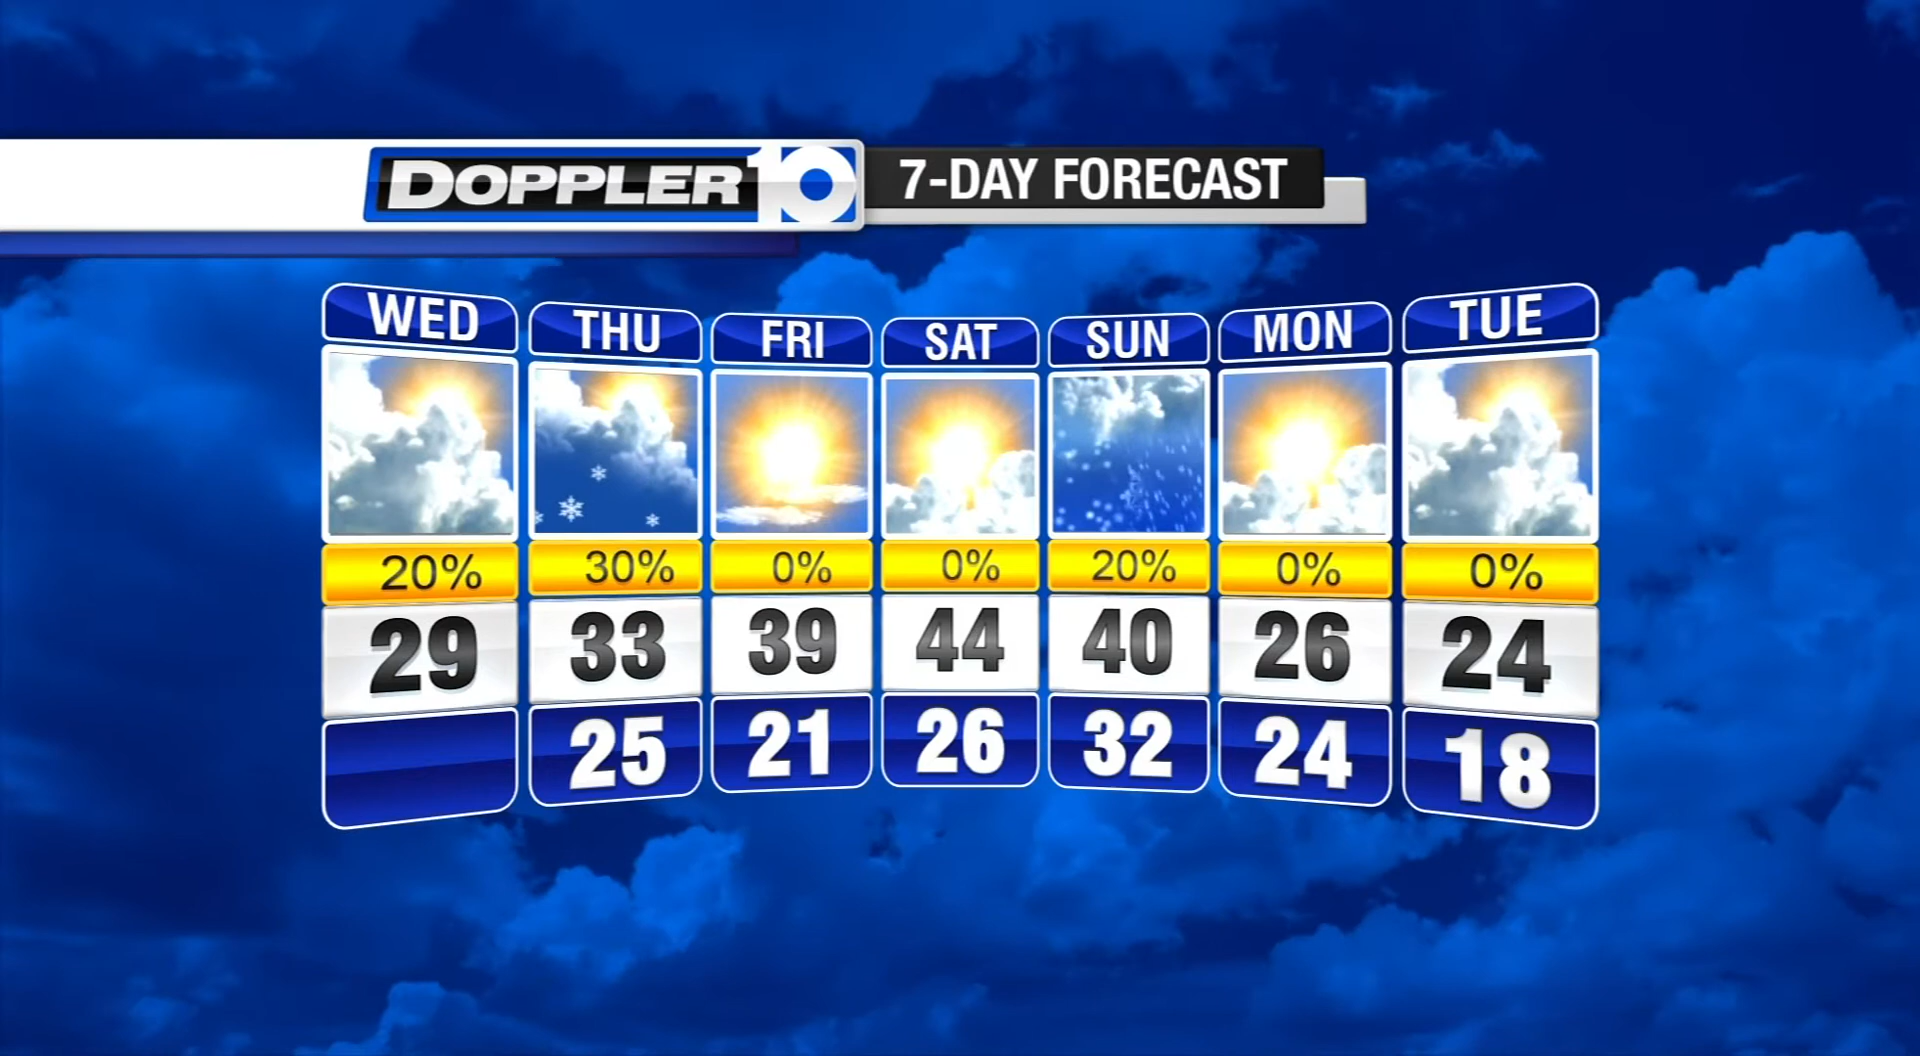 DOPPLER 10 7-DAY FORECAST
WED THU FRI SAT SUN MON TUE
20% 30% 0% 0% 20% 0% 0%
29 33 39 44 40 26 24
25 21 26 32 24 18